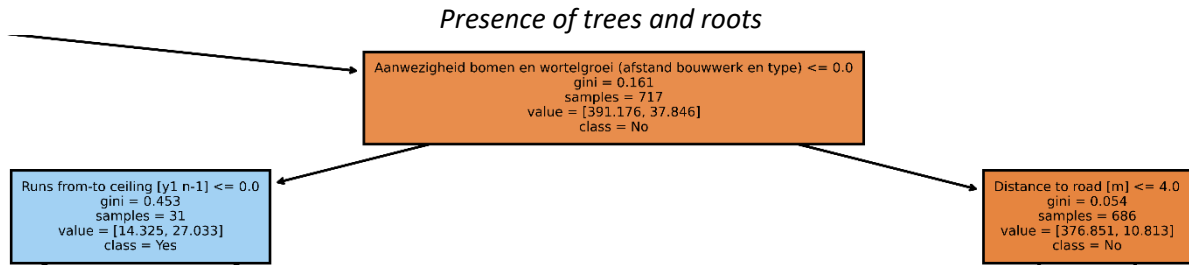 Presence of trees and roots
Aanwezigheid bomen en wortelgroei (afstand bouwwerk en type) <= 0.0
gini = 0.161
samples = 717
value = [391.176, 37.846]
class = No
Runs from-to ceiling [y1 n-1] <= 0.0
gini = 0.453
samples = 31
value = [14.325, 27.033]
class = Yes
Distance to road [m] <= 4.0
gini = 0.054
samples = 686
value = [376.851, 10.813]
class = No